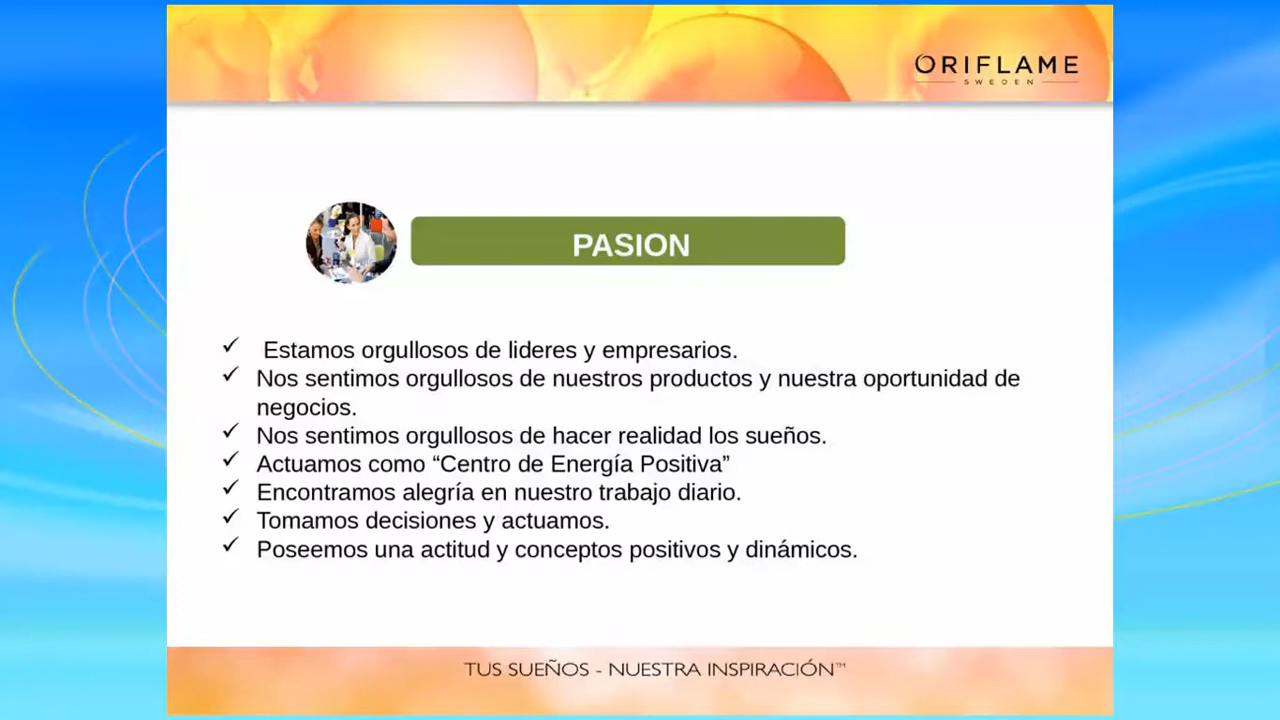 ORIFLAME
SWEDEN
PASION
✓ Estamos orgullosos de lideres y empresarios.
✓ Nos sentimos orgullosos de nuestros productos y nuestra oportunidad de
negocios.
✓ Nos sentimos orgullosos de hacer realidad los sueños.
✓ Actuamos como “Centro de Energía Positiva”
✓ Encontramos alegría en nuestro trabajo diario.
✓ Tomamos decisiones y actuamos.
✓ Poseemos una actitud y conceptos positivos y dinámicos.
TUS SUEÑOS - NUESTRA INSPIRACIÓN™